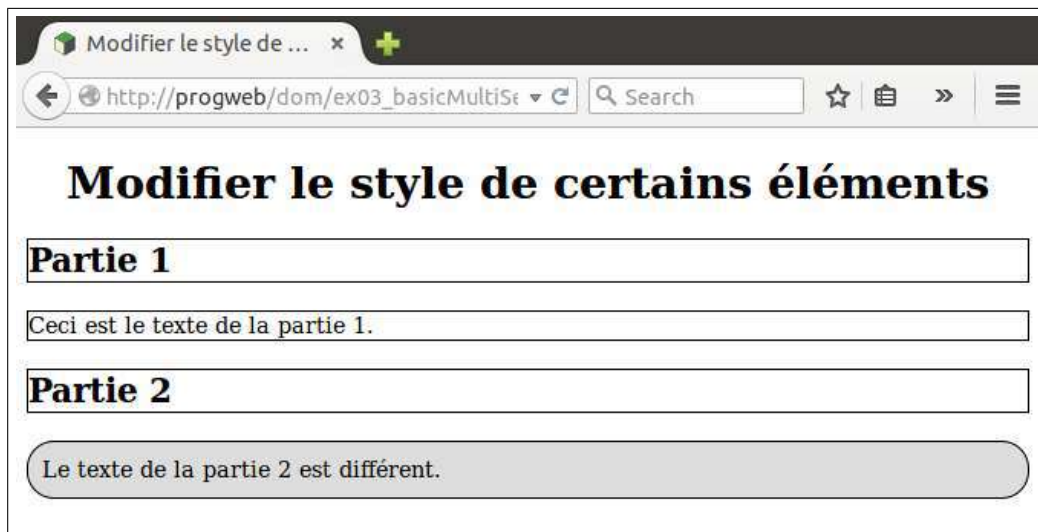 Modifier le style de ...
http://progweb/dom/ex03_basicMultiSe
Search
Modifier le style de certains éléments
Partie 1
Ceci est le texte de la partie 1.
Partie 2
Le texte de la partie 2 est différent.